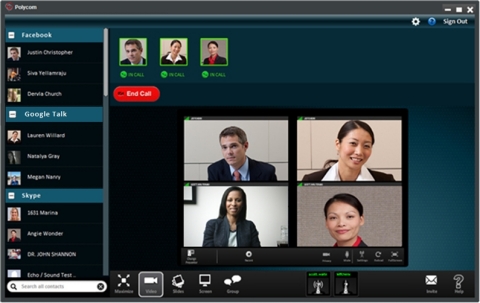 Polycom
Sign Out
Facebook
Justin Christopher
Siva Yellamraju
Dervla Church
Google Talk
Lauren Willard
Natalya Gray
Megan Nanry
Skype
1631 Marina
Angie Wonder
DR. JOHN SHANNON
Echo / Sound Test ..
Search all contacts
IN CALL
IN CALL
IN CALL
End Call
Maximize
Video
Slides
Screen
Group
Invite
Help